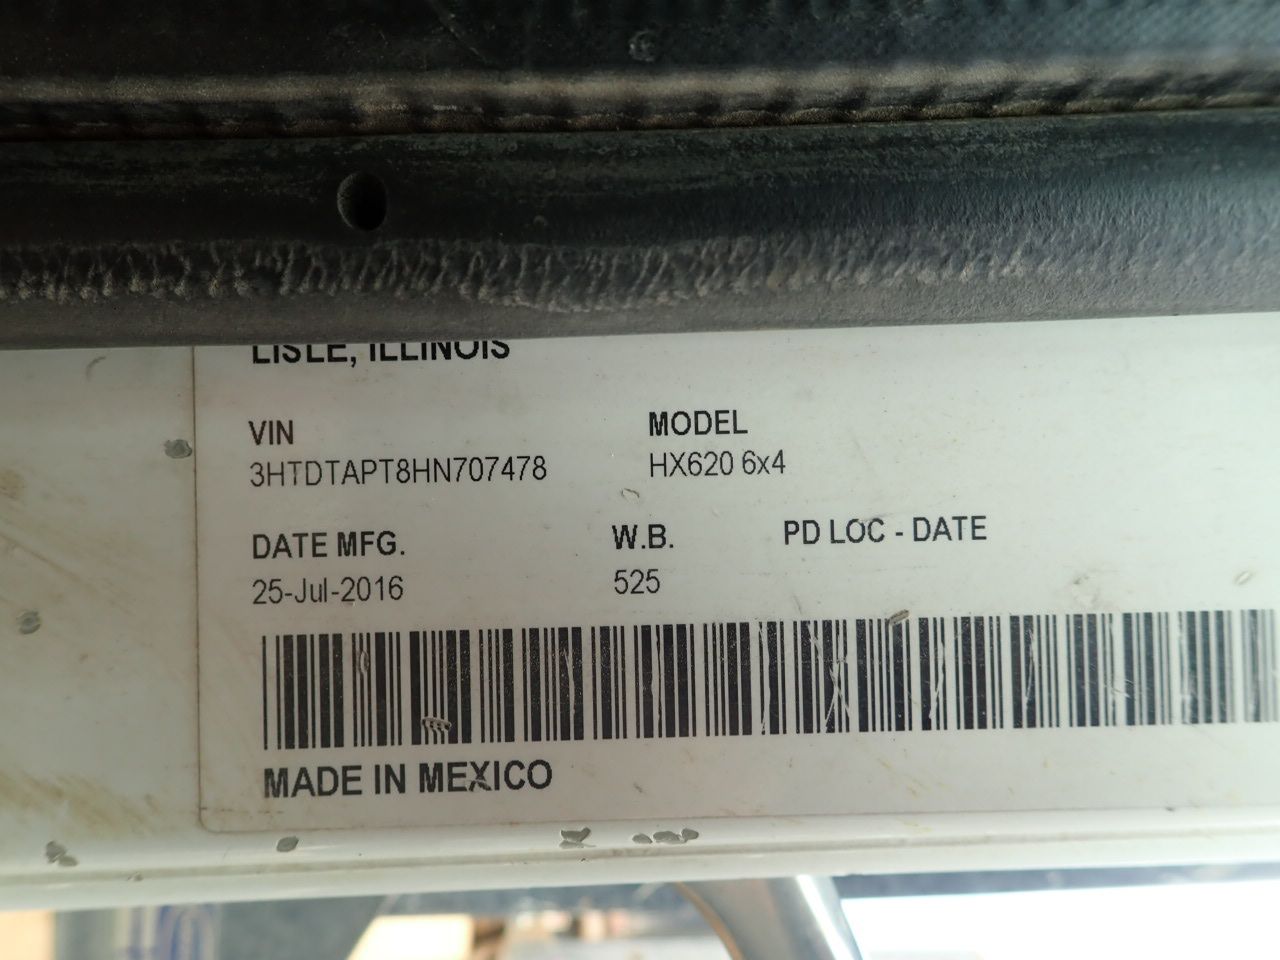 LISLE, ILLINOIS
VIN MODEL
3HTDTAPT8HN707478 HX620 6x4
DATE MFG. W.B. PD LOC - DATE
25-Jul-2016 525
MADE IN MEXICO